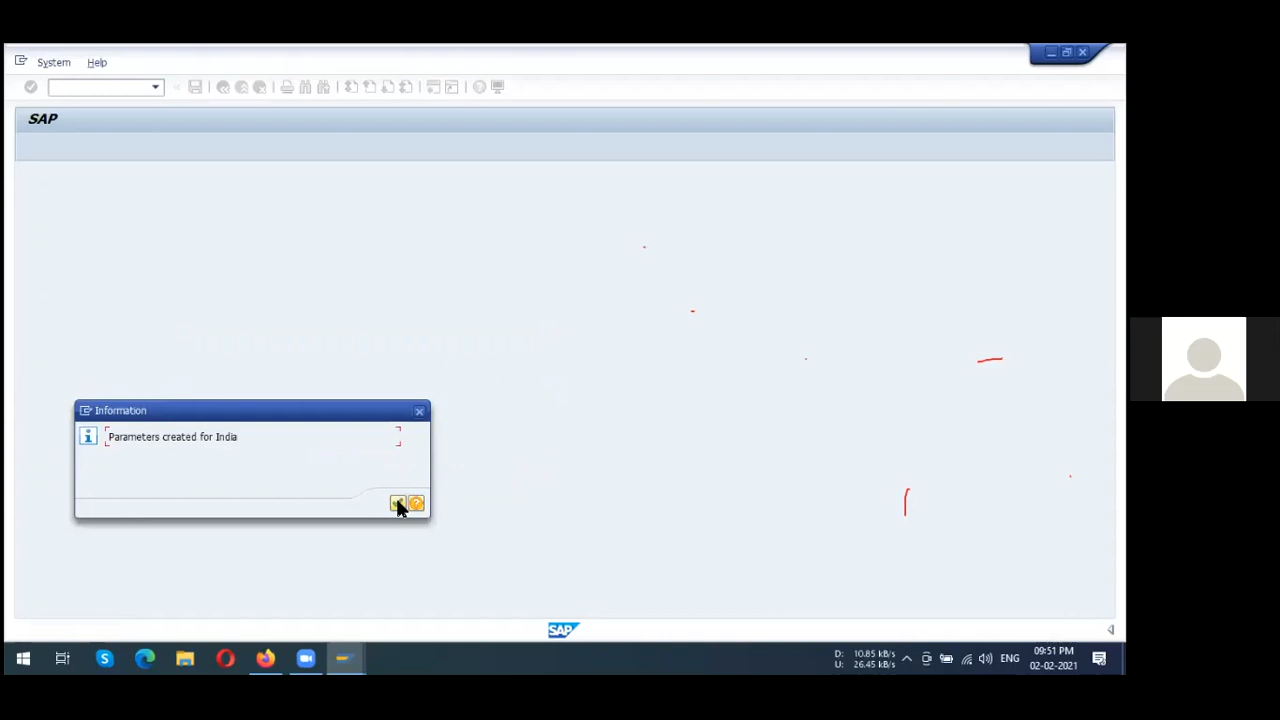 System Help
SAP
Information
Parameters created for India
SAP
D: 10.85 kB/s
U: 26.45 kB/s
ENG
09:51 PM
02-02-2021